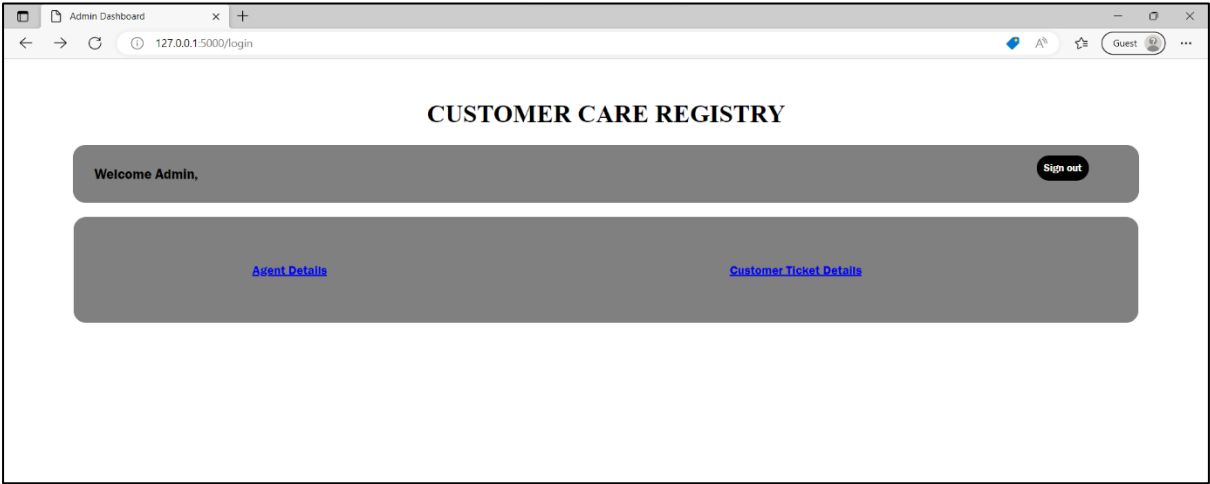 Admin Dashboard
127.0.0.1:5000/login
Guest
CUSTOMER CARE REGISTRY
Welcome Admin,
Sign out
Agent Details
Customer Ticket Details